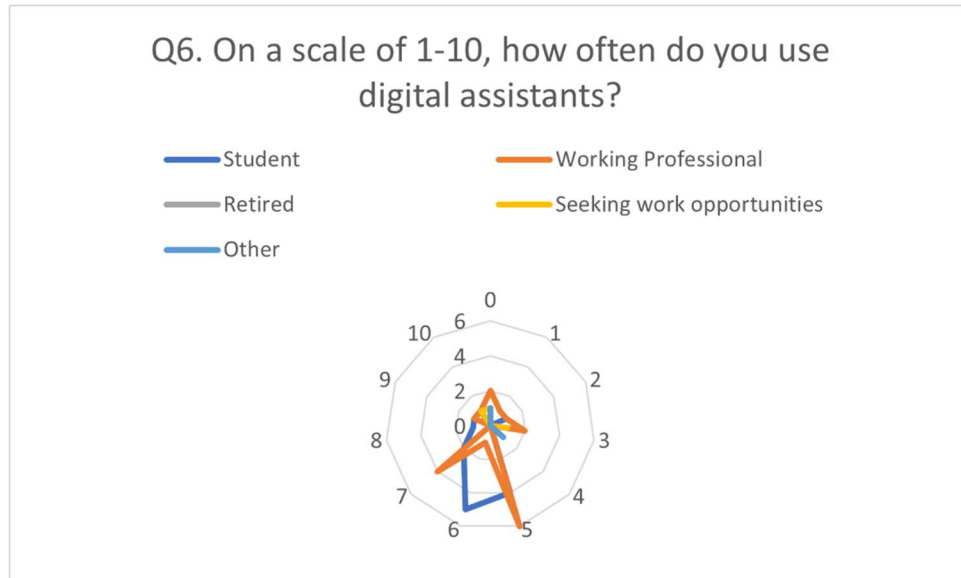 Q6. On a scale of 1-10, how often do you use
digital assistants?
Student
Working Professional
Retired
Seeking work opportunities
Other
0
1
2
3
4
5
6
7
8
9
10
6
4
2
0